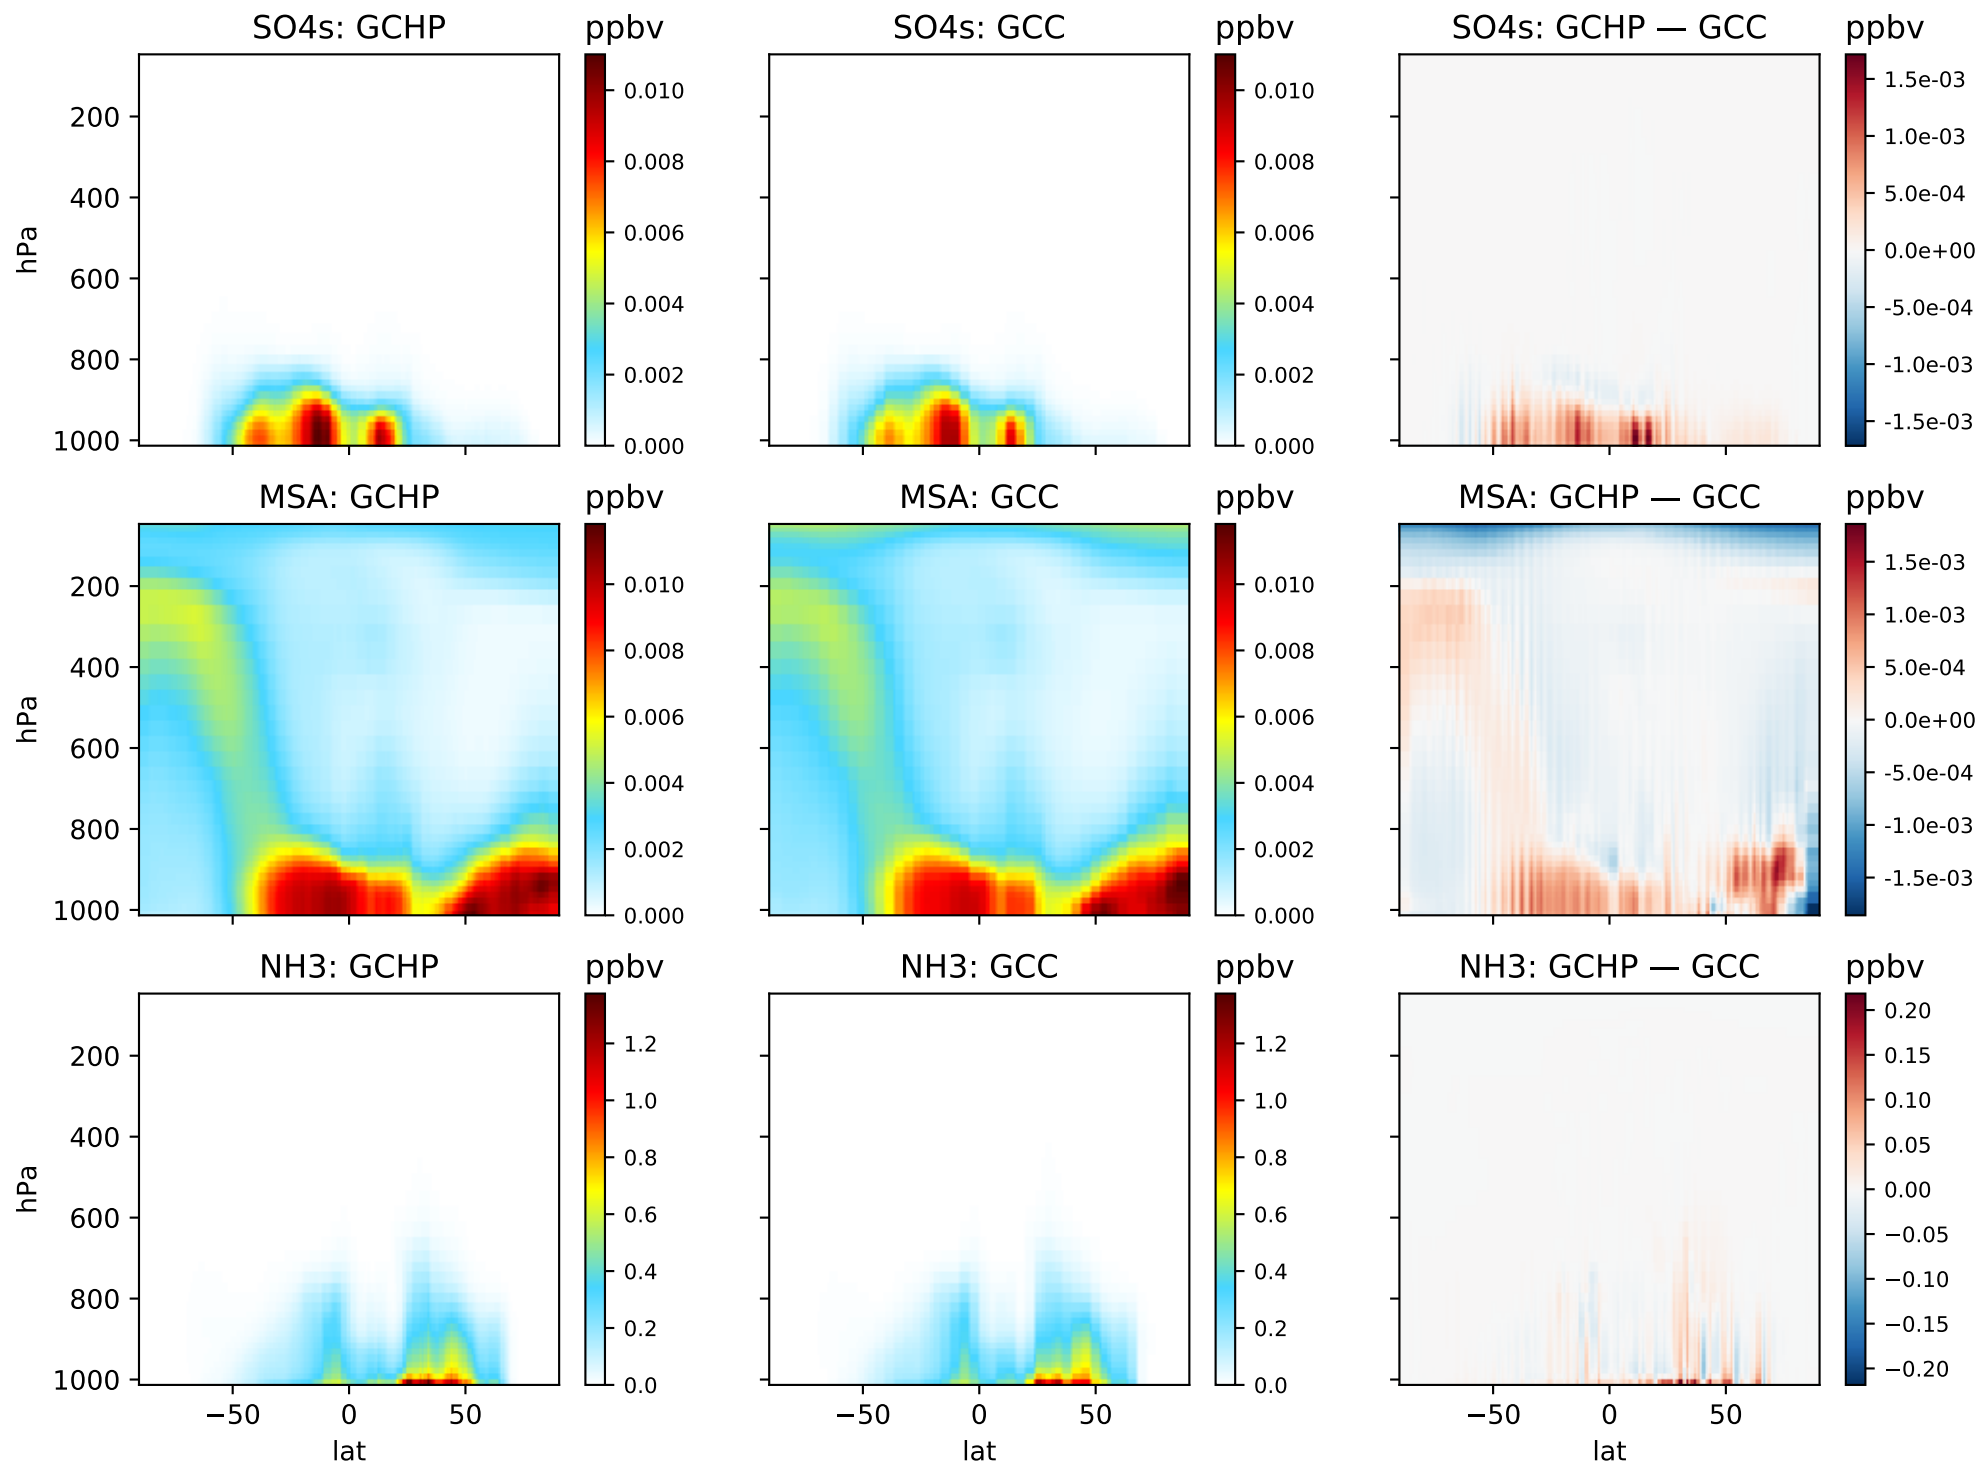 SO4s: GCHP
ppbv
SO4s: GCC
ppbv
SO4s: GCHP — GCC
ppbv
hPa
200
400
600
800
1000
0.010
0.008
0.006
0.004
0.002
0.000
0.010
0.008
0.006
0.004
0.002
0.000
1.5e-03
1.0e-03
5.0e-04
0.0e+00
-5.0e-04
-1.0e-03
-1.5e-03
MSA: GCHP
ppbv
MSA: GCC
ppbv
MSA: GCHP — GCC
ppbv
hPa
200
400
600
800
1000
0.010
0.008
0.006
0.004
0.002
0.000
0.010
0.008
0.006
0.004
0.002
0.000
1.5e-03
1.0e-03
5.0e-04
0.0e+00
-5.0e-04
-1.0e-03
-1.5e-03
NH3: GCHP
ppbv
NH3: GCC
ppbv
NH3: GCHP — GCC
ppbv
hPa
200
400
600
800
1000
1.2
1.0
0.8
0.6
0.4
0.2
0.0
1.2
1.0
0.8
0.6
0.4
0.2
0.0
0.20
0.15
0.10
0.05
0.00
−0.05
−0.10
−0.15
−0.20
−50 0 50
−50 0 50
−50 0 50
lat
lat
lat